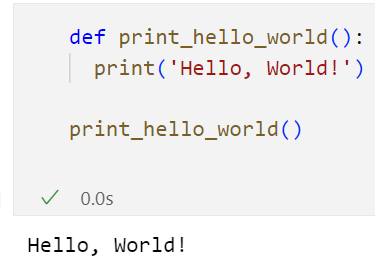 def print_hello_world():
  print('Hello, World!')
print_hello_world()
0.0s
Hello, World!